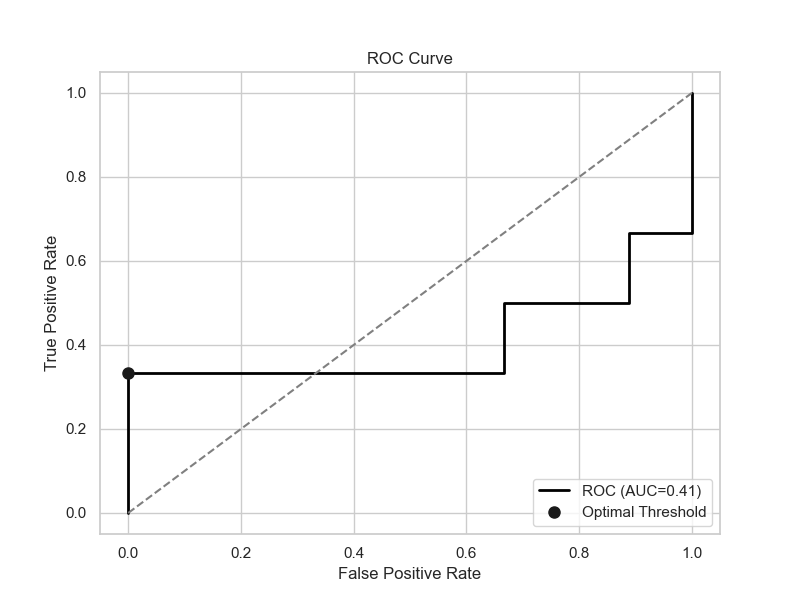 ROC Curve
True Positive Rate
1.0
0.8
0.6
0.4
0.2
0.0
0.0 0.2 0.4 0.6 0.8 1.0
False Positive Rate
ROC (AUC=0.41)
Optimal Threshold